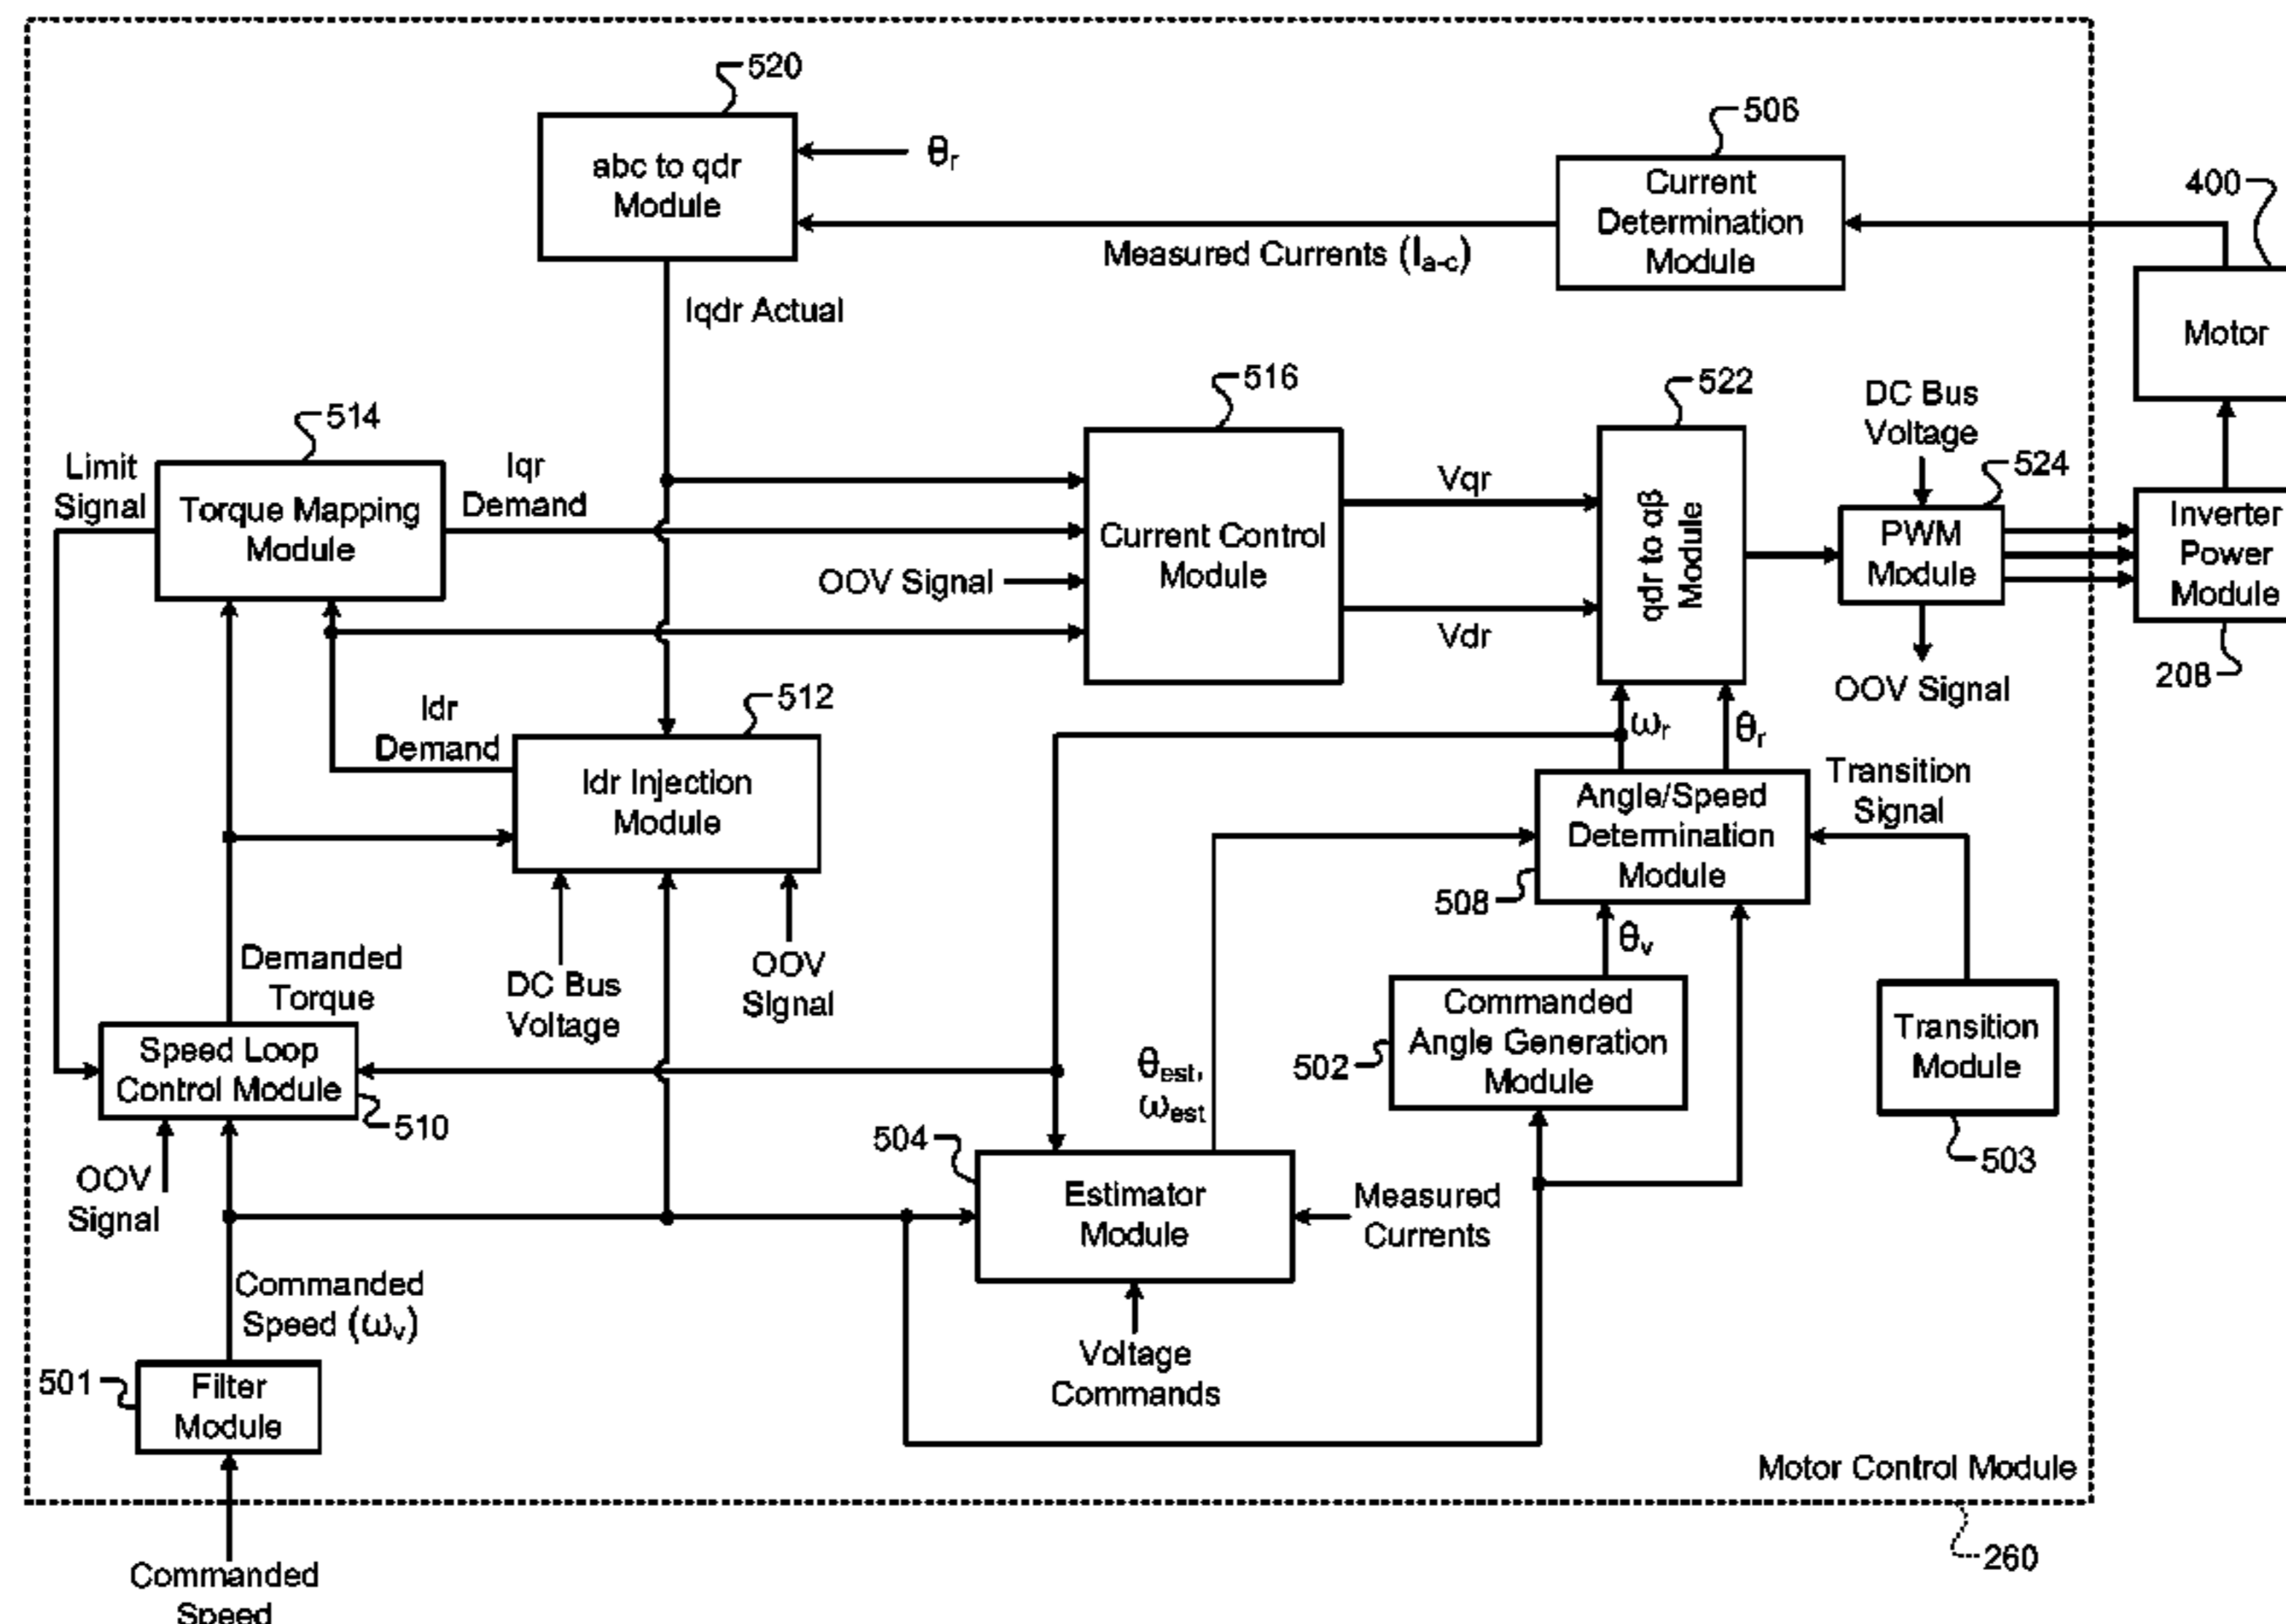 520
abc to qdr
Module
θr
506
Current
Determination
Module
Measured Currents (Ia-c)
400
Motor
Iqdr Actual
514
Limit
Signal
Torque Mapping
Module
Iqr
Demand
516
Current Control
Module
OOV Signal
Vqr
Vdr
522
qdr to αβ
Module
DC Bus
Voltage
524
PWM
Module
OOV Signal
Inverter
Power
Module
208
Idr
Demand
512
Idr Injection
Module
DC Bus
Voltage
OOV
Signal
ωr
θr
Angle/Speed
Determination
Module
508
Transition
Signal
θv
Demanded
Torque
Speed Loop
Control Module
510
OOV
Signal
θest,
ωest
502
Commanded
Angle Generation
Module
Transition
Module
503
504
Estimator
Module
Measured
Currents
Voltage
Commands
Commanded
Speed (ωv)
501
Filter
Module
Motor Control Module
260
Commanded
Speed